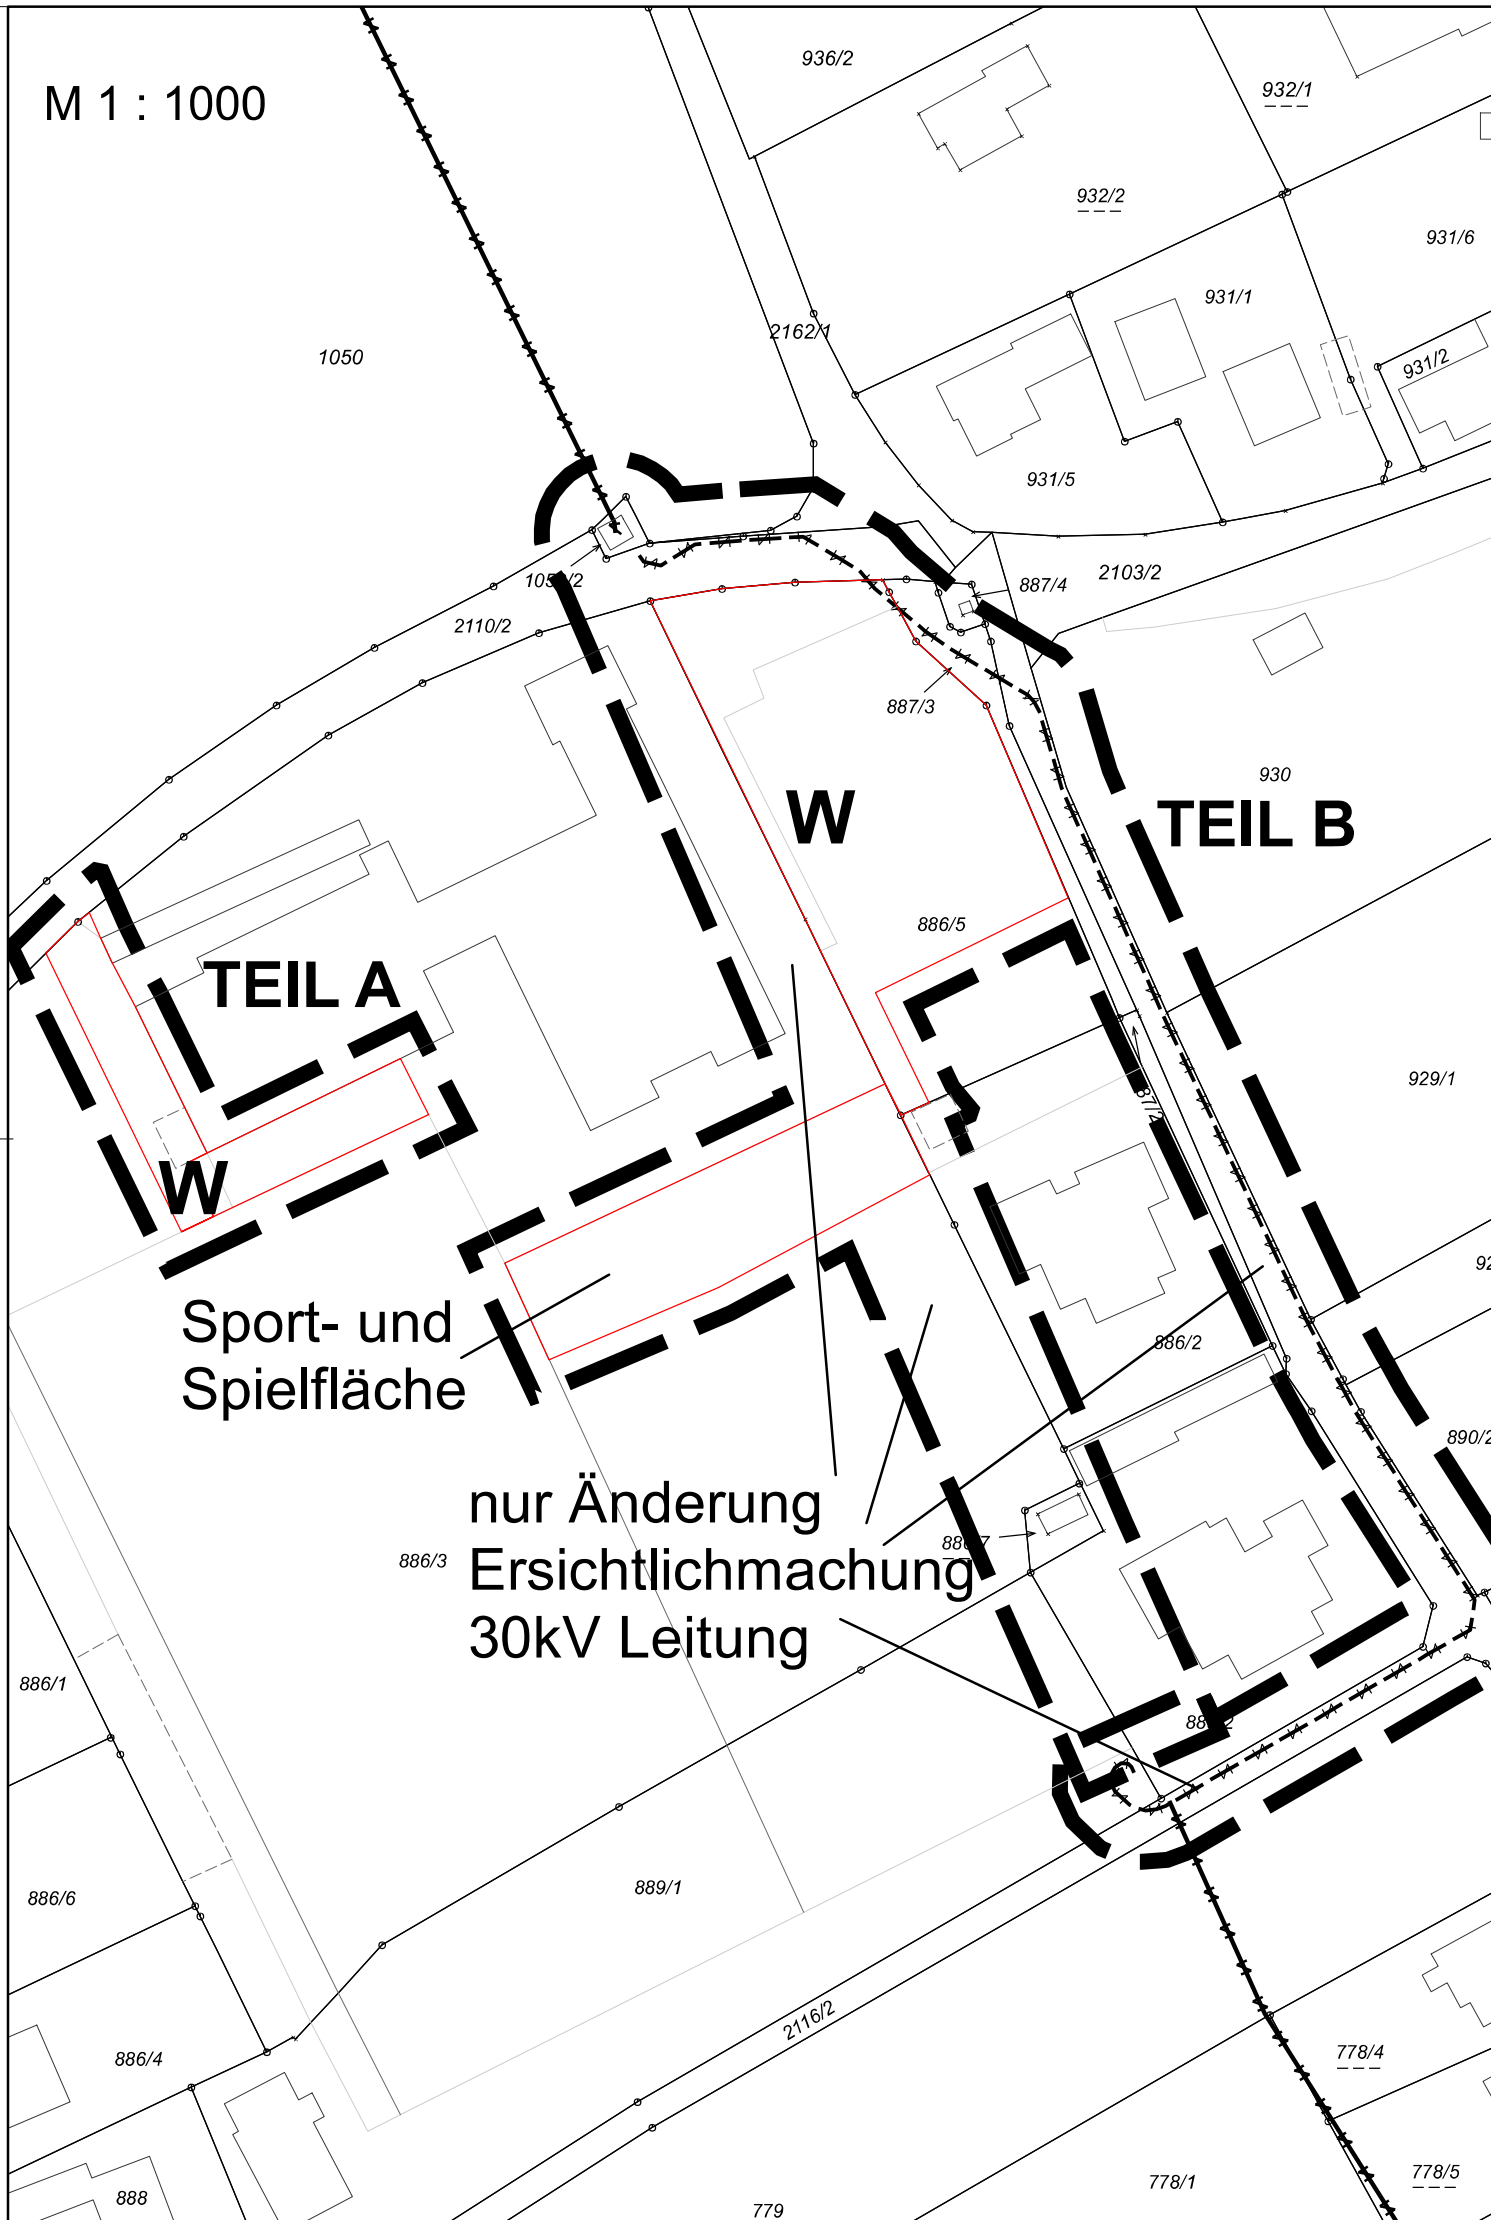 936/2
M 1 : 1000
932/1
932/2
931/6
931/1
2162/1
1050
931/2
931/5
2103/2
887/4
2110/2
887/3
930
W
TEIL B
886/5
TEIL A
929/1
W
Sport- und
Spielfläche
886/2
890/2
nur Änderung
Ersichtlichmachung
30kV Leitung
886/3
886/1
889/1
886/6
2116/2
886/4
778/4
778/1
778/5
888
779